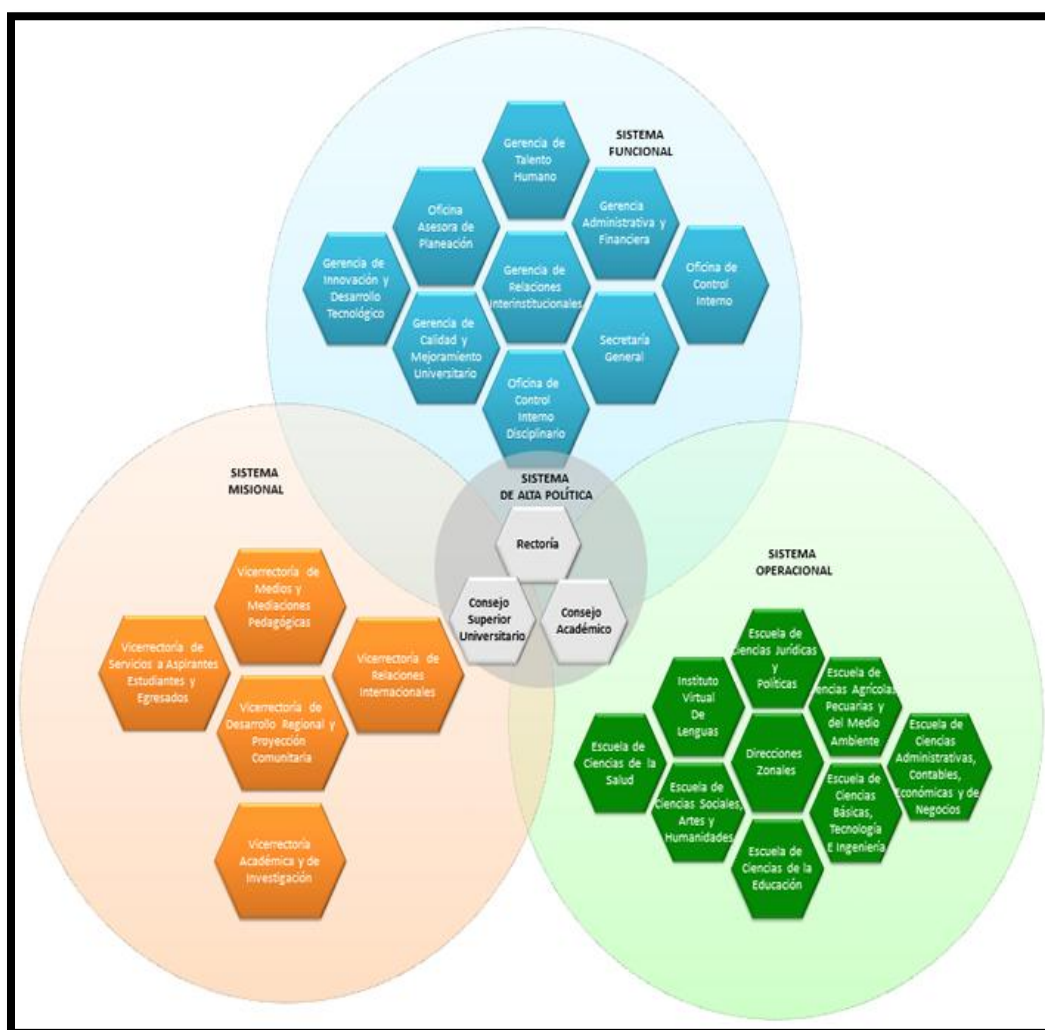 SISTEMA
FUNCIONAL
Gerencia de
Talento
Humano
Oficina
Asesora de
Planeación
Gerencia
Administrativa y
Financiera
Gerencia de
Innovación y
Desarrollo
Tecnológico
Gerencia de
Relaciones
Interinstitucionales
Oficina de
Control
Interno
Gerencia de
Calidad y
Mejoramiento
Universitario
Secretaría
General
Oficina de
Control
Interno
Disciplinario
SISTEMA
DE ALTA POLÍTICA
Rectoría
Consejo
Superior
Universitario
Consejo
Académico
SISTEMA
MISIONAL
Vicerrectoría de
Medios y
Mediaciones
Pedagógicas
Vicerrectoría de
Servicios a Aspirantes
Estudiantes y
Egresados
Vicerrectoría de
Relaciones
Internacionales
Vicerrectoría de
Desarrollo Regional y
Proyección
Comunitaria
Vicerrectoría
Académica y de
Investigación
SISTEMA
OPERACIONAL
Escuela de
Ciencias Jurídicas
y
Políticas
Instituto
Virtual
De
Lenguas
Escuela de
Ciencias Agrícolas
Pecuarias y
del Medio
Ambiente
Escuela de
Ciencias de la
Salud
Direcciones
Zonales
Escuela de
Ciencias
Administrativas,
Contables,
Económicas y de
Negocios
Escuela de
Ciencias Sociales,
Artes y
Humanidades
Escuela de
Ciencias
Básicas,
Tecnología
E Ingeniería
Escuela de
Ciencias de la
Educación